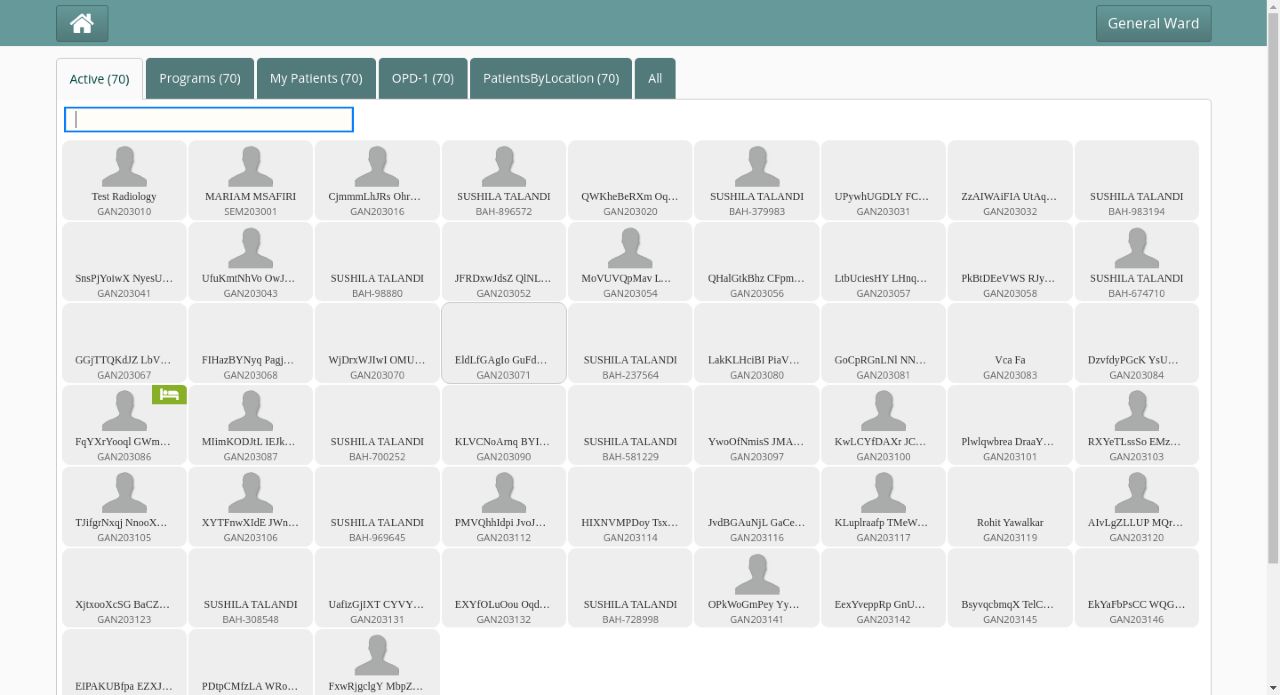 General Ward
Active (70)
Programs (70)
My Patients (70)
OPD-1 (70)
PatientsByLocation (70)
All
Test Radiology
GAN203010
MARIAM MSAFIRI
SEM203001
CjmmmLhJRs Ohr…
GAN203016
SUSHILA TALANDI
BAH-896572
QWKheBeRXm Oq…
GAN203020
SUSHILA TALANDI
BAH-379983
UPywhUGDLY FC…
GAN203031
ZzAIWAiFIA UtAq…
GAN203032
SUSHILA TALANDI
BAH-983194
SnsPjYoiwX NyesU…
GAN203041
UfuKmtNhVo OwJ…
GAN203043
SUSHILA TALANDI
BAH-98880
JFRDxwJdsZ QlNL…
GAN203052
MoVUVQpMav L…
GAN203054
QHalGtkBhz CFpm…
GAN203056
LtbUciesHY LHnq…
GAN203057
PkBtDEeVWS RJy…
GAN203058
SUSHILA TALANDI
BAH-674710
GGjTTQKdJZ LbV…
GAN203067
FIHazBYNyq Pagj…
GAN203068
WjDrxWJIwI OMU…
GAN203070
EldLfGAgIo GuFd…
GAN203071
SUSHILA TALANDI
BAH-237564
LakKLHciBI PiaV…
GAN203080
GoCpRGnLNl NN…
GAN203081
Vca Fa
GAN203083
DzvfdyPGcK YsU…
GAN203084
FqYXrYooql GWm…
GAN203086
MIimKODJtL IEJk…
GAN203087
SUSHILA TALANDI
BAH-700252
KLVCNoArnq BYI…
GAN203090
SUSHILA TALANDI
BAH-581229
YwoOfNmisS JMA…
GAN203097
KwLCYfDAXr JC…
GAN203100
Plwlqwbrea DraaY…
GAN203101
RXYeTLssSo EMz…
GAN203103
TJifgrNxqj NnooX…
GAN203105
XYTFnwXIdE JWn…
GAN203106
SUSHILA TALANDI
BAH-969645
PMVQhhIdpi JvoJ…
GAN203112
HIXNVMPDoy Tsx…
GAN203114
JvdBGAuNjL GaCe…
GAN203116
KLuplraafp TMeW…
GAN203117
Rohit Yawalkar
GAN203119
AIvLgZLLUP MQr…
GAN203120
XjtxooXcSG BaCZ…
GAN203123
SUSHILA TALANDI
BAH-308548
UafizGjIXT CYVY…
GAN203131
EXYfOLuOou Oqd…
GAN203132
SUSHILA TALANDI
BAH-728998
OPkWoGmPey Yy…
GAN203141
EexYveppRp GnU…
GAN203142
BsyvqcbmqX TelC…
GAN203145
EkYaFbPsCC WQG…
GAN203146
EIPAKUBfpa EZXJ…
PDtpCMfzLA WRo…
FxwRjgclgY MbpZ…